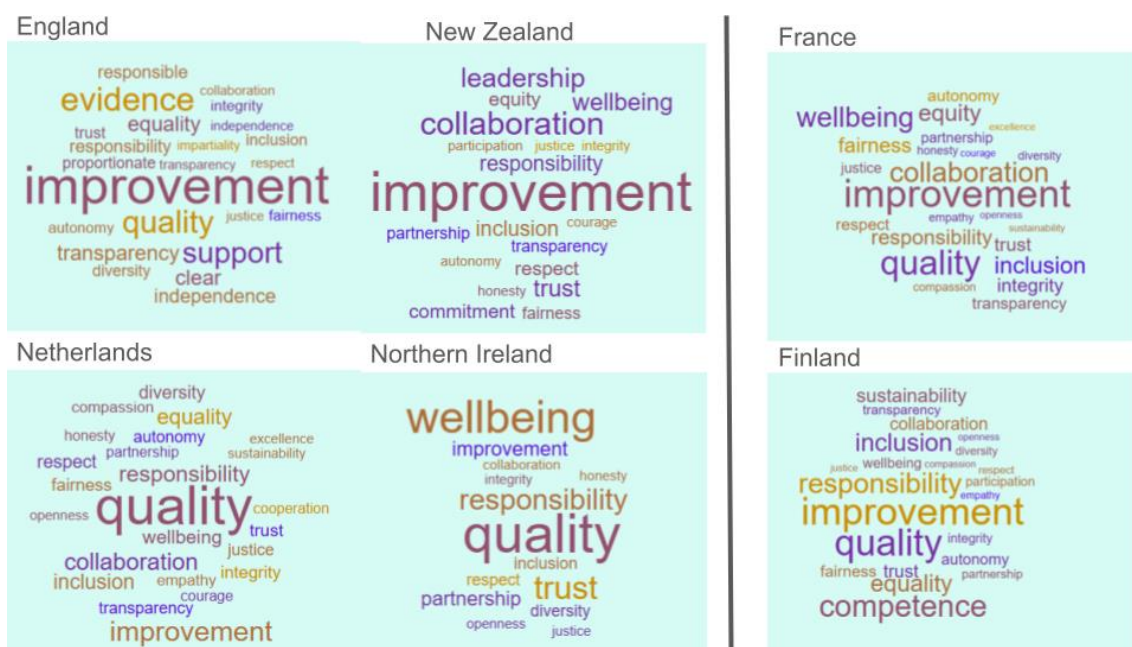 England
responsible
collaboration
evidence
integrity
trust
equality
independence
responsibility
impartiality
inclusion
proportionate
transparency
respect
improvement
autonomy
quality
justice
fairness
transparency
support
diversity
clear
independence
New Zealand
leadership
equity
wellbeing
collaboration
participation
justice
integrity
responsibility
improvement
partnership
inclusion
courage
transparency
autonomy
respect
honesty
trust
commitment
fairness
France
autonomy
wellbeing
equity
excellence
fairness
partnership
honesty
courage
diversity
justice
collaboration
improvement
empathy
openness
respect
sustainability
responsibility
trust
quality
inclusion
compassion
integrity
transparency
Netherlands
diversity
compassion
equality
honesty
autonomy
excellence
partnership
sustainability
respect
responsibility
fairness
quality
cooperation
openness
trust
wellbeing
justice
collaboration
inclusion
empathy
integrity
courage
transparency
improvement
Northern Ireland
wellbeing
improvement
collaboration
integrity
honesty
responsibility
quality
inclusion
respect
trust
partnership
diversity
openness
justice
Finland
sustainability
transparency
collaboration
inclusion
openness
diversity
justice
wellbeing
compassion
respect
responsibility
participation
empathy
improvement
quality
integrity
autonomy
fairness
trust
partnership
equality
competence